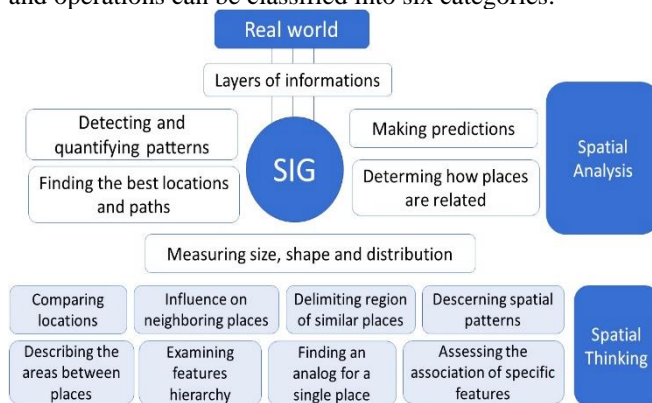 and operations can be classified into six categories:
Real world
Layers of informations
Detecting and
quantifying patterns
Making predictions
SIG
Finding the best locations
and paths
Determing how places
are related
Spatial
Analysis
Measuring size, shape and distribution
Comparing
locations
Influence on
neighboring places
Delimiting region
of similar places
Descerning spatial
patterns
Describing the
areas between
places
Examining
features
hierarchy
Finding an
analog for a
single place
Assessing the
association of specific
features
Spatial
Thinking